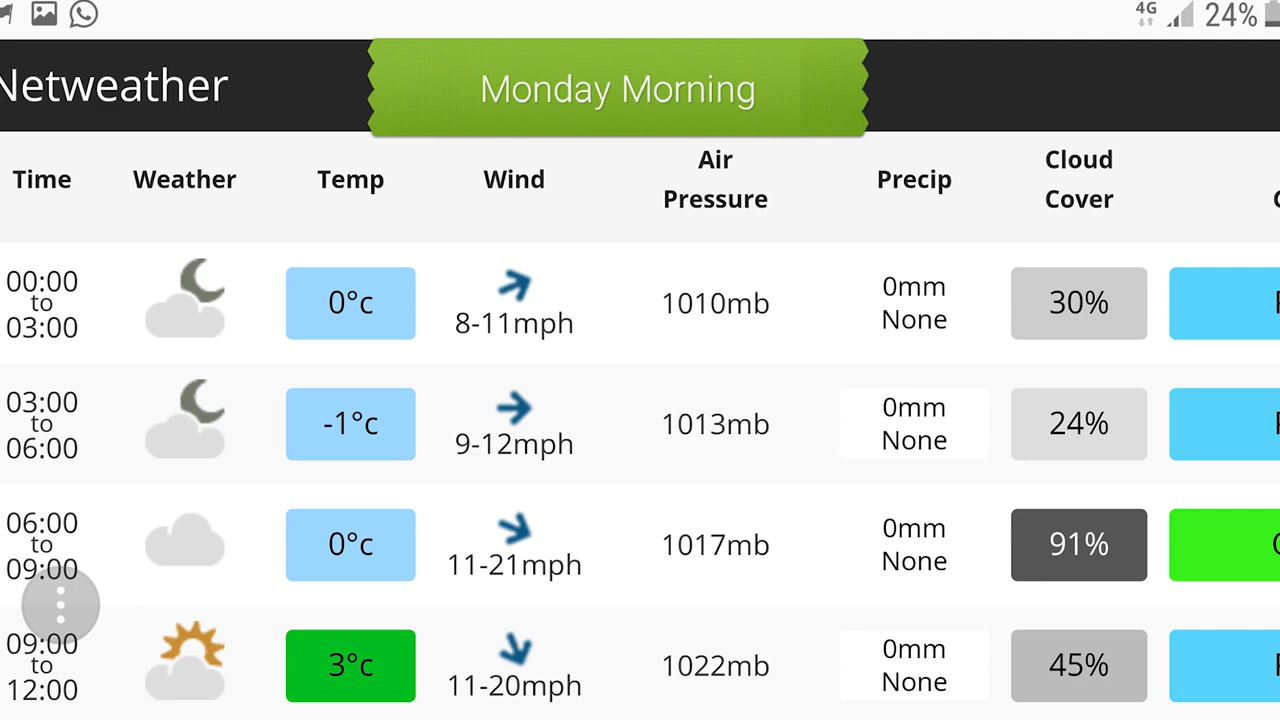 4G 24%
Netweather
Monday Morning
Time Weather Temp Wind Air Pressure Precip Cloud Cover
00:00 to 03:00 0°c 8-11mph 1010mb 0mm None 30%
03:00 to 06:00 -1°c 9-12mph 1013mb 0mm None 24%
06:00 to 09:00 0°c 11-21mph 1017mb 0mm None 91%
09:00 to 12:00 3°c 11-20mph 1022mb 0mm None 45%